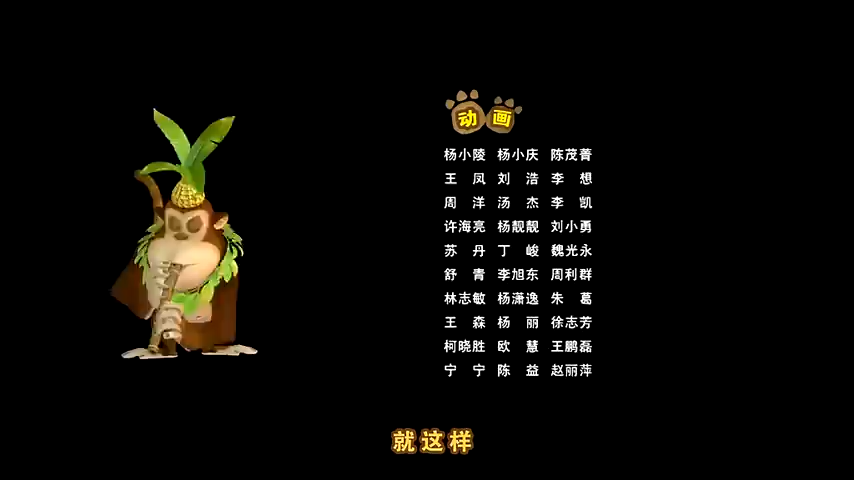 动画
杨小陵 杨小庆 陈茂菁
王凤 刘浩 李想
周洋 汤杰 李凯
许海亮 杨靓靓 刘小勇
苏丹 丁峻 魏光永
舒青 李旭东 周利群
林志敏 杨潇逸 朱葛
王森 杨丽 徐志芳
柯晓胜 欧慧 王鹏磊
宁宁 陈益 赵丽萍
就这样